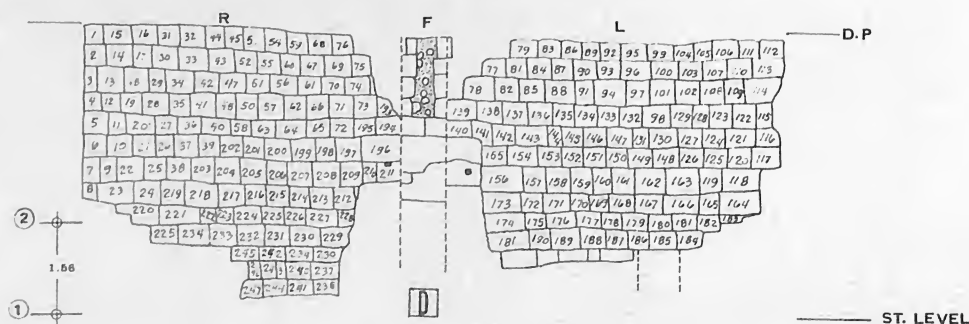 R F L
D.P
1 15 16 31 32 44 45 54 59 68 76
2 14 30 33 43 52 55 60 67 69 75
3 13 28 29 34 42 47 51 56 61 70 74
4 12 19 28 35 41 48 50 57 62 66 71 73
5 11 20 27 36 40 58 63 64 65 72 195 194
37 39 202 201 200 199 198 197 196
7 9 22 25 38 203 204 205 206 207 208 209 211
8 23 24 219 218 217 216 215 214 213 212
220 221 224 225 226 227 228
225 234 233 232 231 230 229
245 242 234 230
237
247 244 241 236
79 83 86 89 92 95 99 104 105 106 111 112
77 81 84 87 90 93 96 100 103 107 113
78 82 85 88 91 94 97 101 102 108 109 114
139 138 137 136 135 134 133 132 98 129 128 123 122 115
140 141 142 143 145 146 147 131 130 127 124 121 116
155 154 153 152 151 150 149 148 126 125 120 117
156 157 158 159 160 161 162 163 119 118
173 172 171 170 169 168 167 166 165 164
174 175 176 177 178 179 180 181 182 183
181 190 189 188 187 186 185 184
2
1.56
1
D
ST. LEVEL